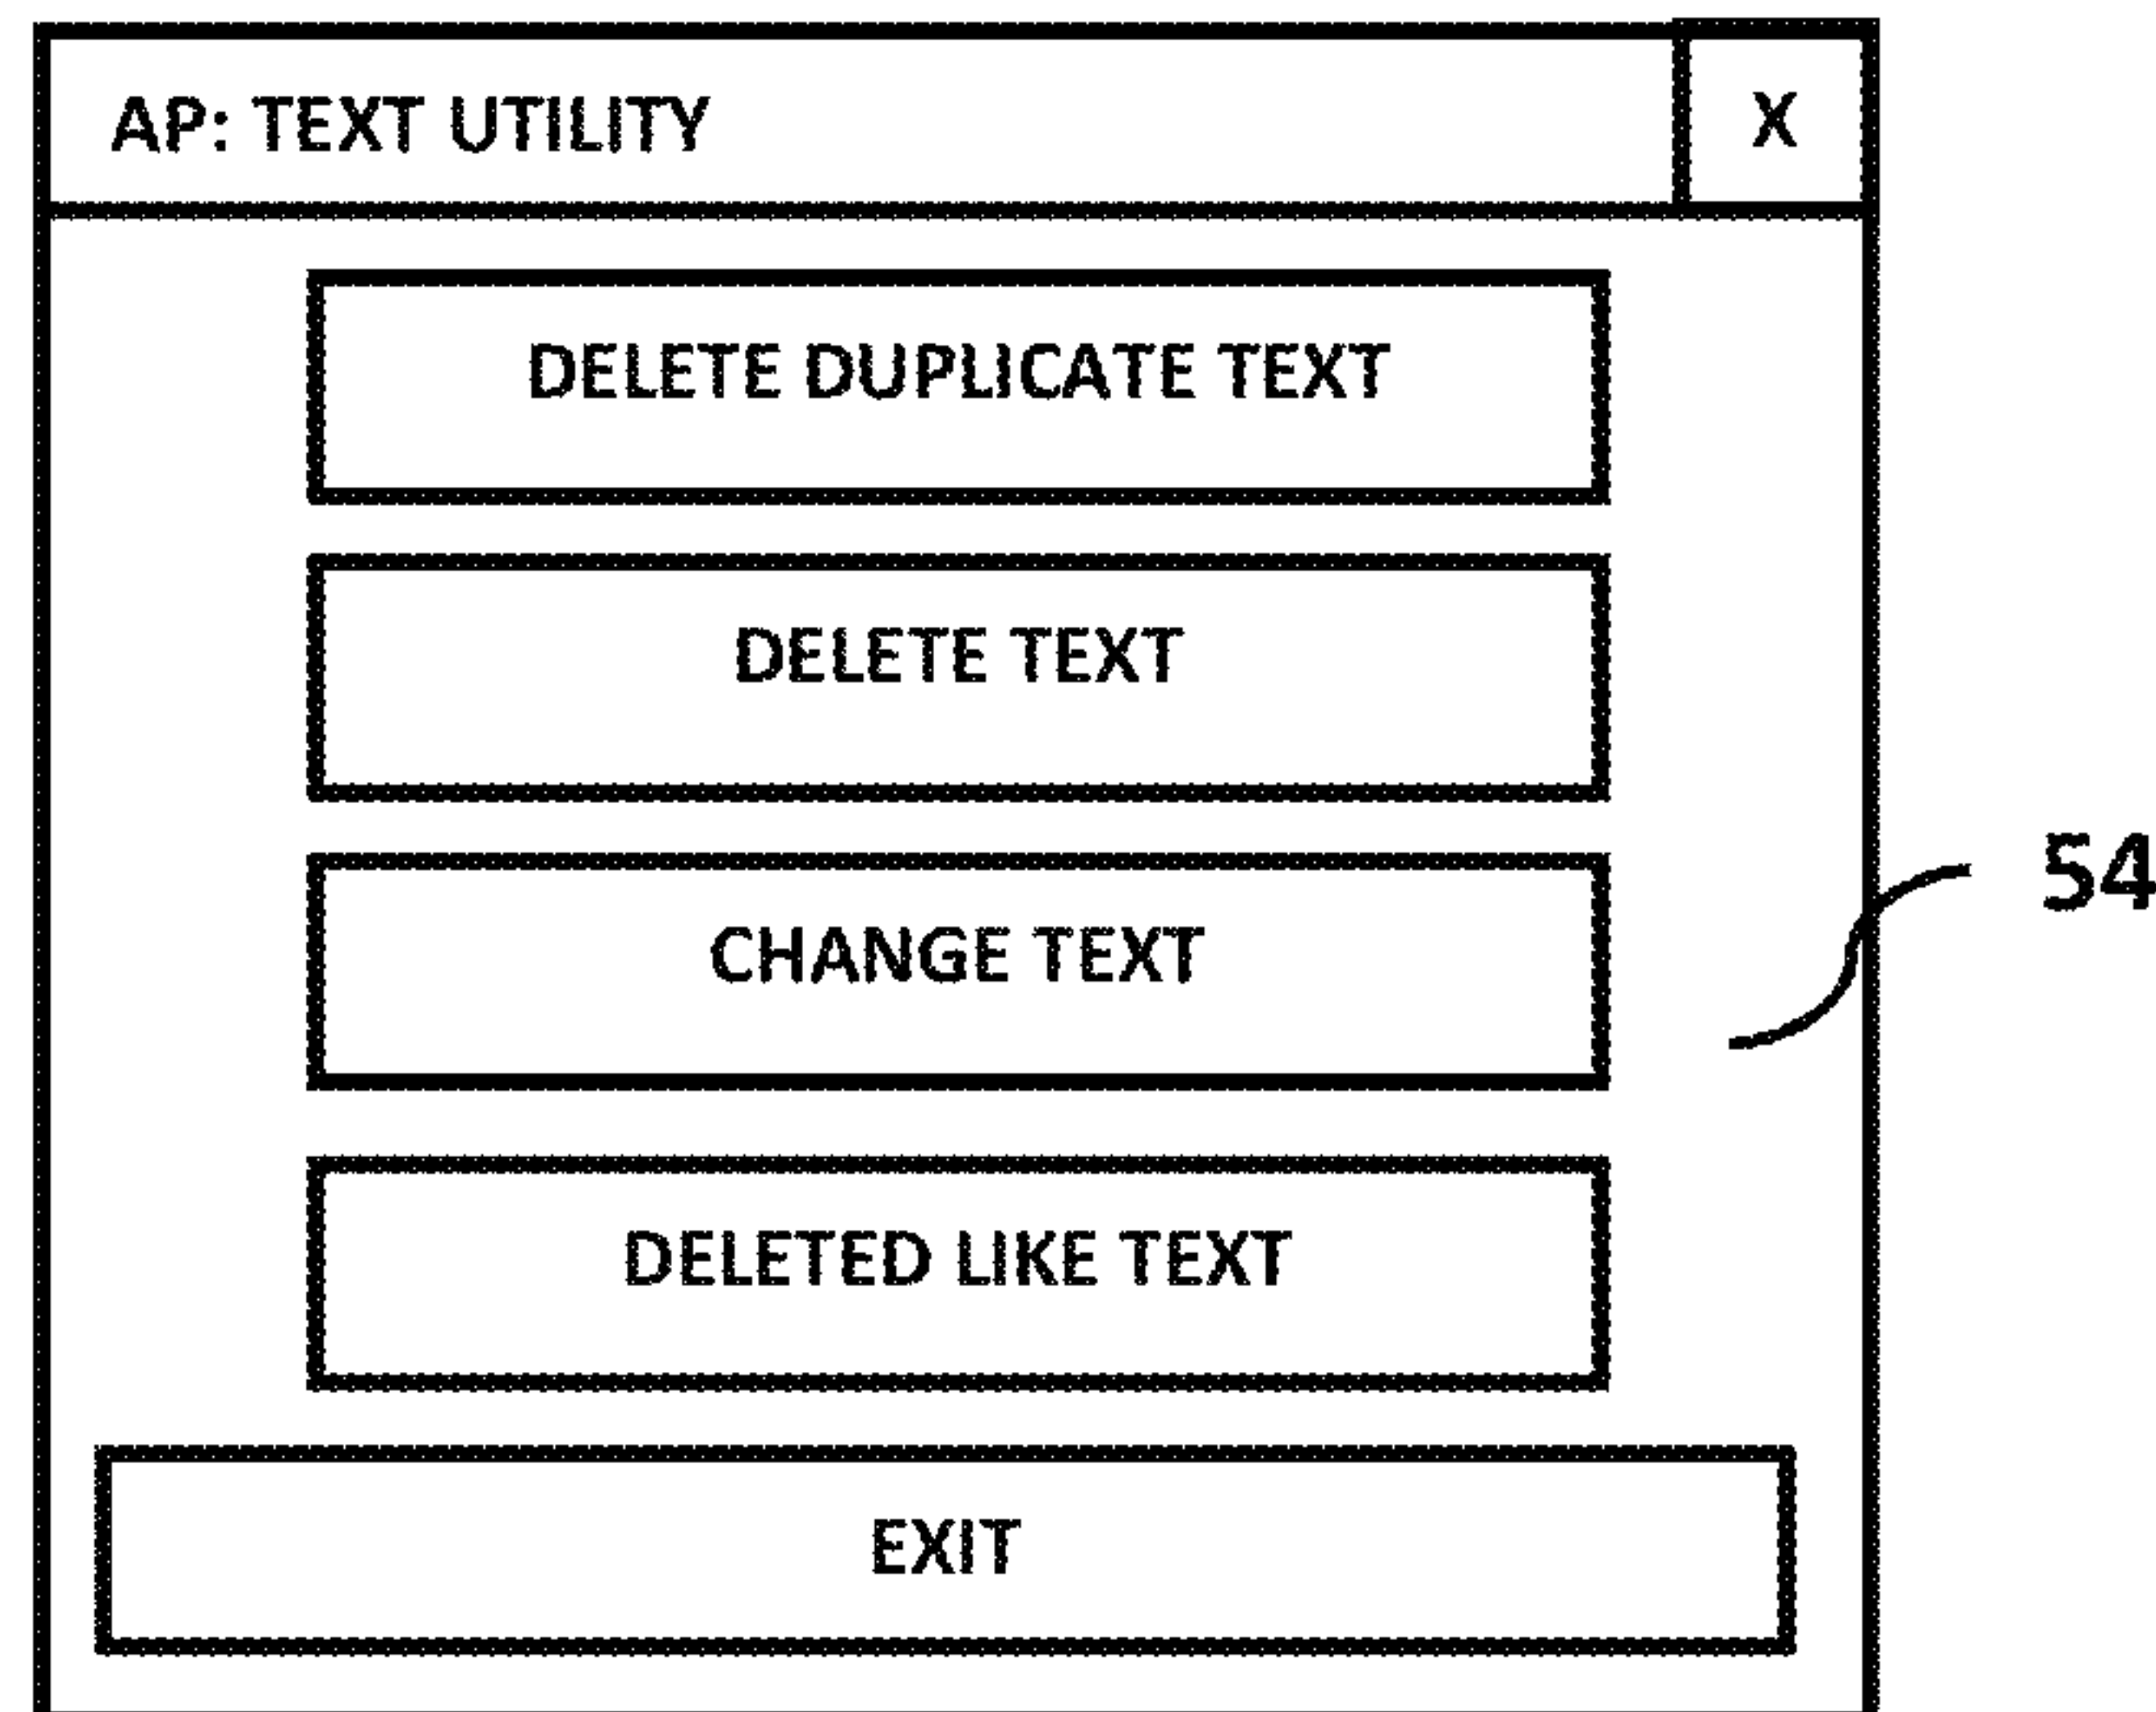 AP: TEXT UTILITY X
DELETE DUPLICATE TEXT
DELETE TEXT
CHANGE TEXT
54
DELETED LIKE TEXT
EXIT